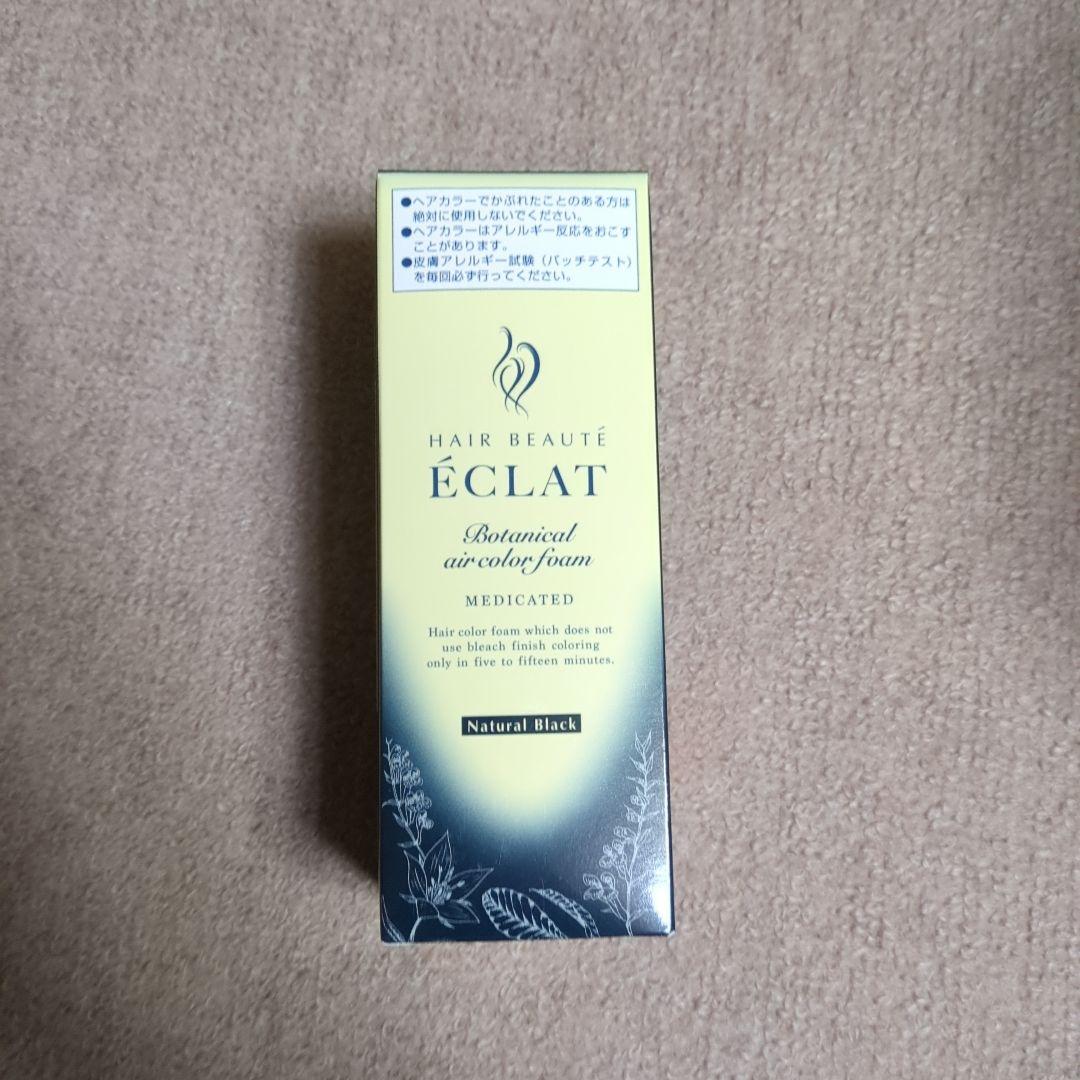 ●ヘアカラーでかぶれたことのある方は
絶対に使用しないでください。
●ヘアカラーはアレルギー反応をおこす
ことがあります。
●皮膚アレルギー試験（パッチテスト）
を毎回必ず行ってください。
HAIR BEAUTÉ
ÉCLAT
Botanical
air color foam
MEDICATED
Hair color foam which does not
use bleach finish coloring
only in five to fifteen minutes.
Natural Black